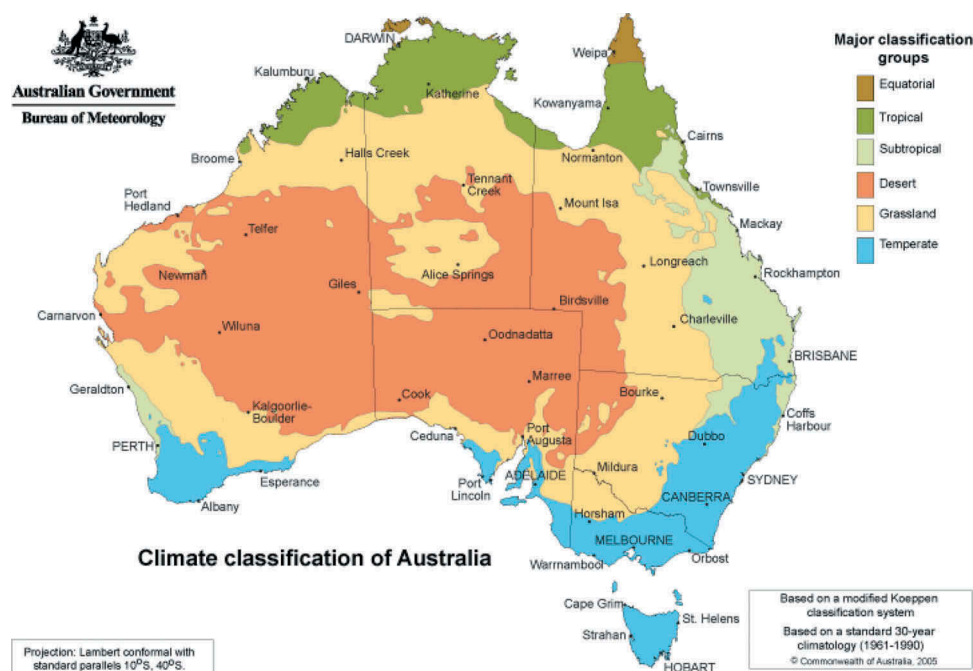 Australian Government
Bureau of Meteorology
Major classification
groups
Equatorial
Tropical
Subtropical
Desert
Grassland
Temperate
DARWIN
Weipa
Kalumburu
Katherine
Kowanyama
Cairns
Broome
Halls Creek
Normanton
Port
Hedland
Tennant
Creek
Townsville
Mount Isa
Mackay
Telfer
Newman
Alice Springs
Longreach
Rockhampton
Giles
Birdsville
Carnarvon
Wiluna
Charleville
Oodnadatta
BRISBANE
Geraldton
Marree
Cook
Bourke
Kalgoorlie-
Boulder
Coffs
Harbour
PERTH
Ceduna
Port
Augusta
Dubbo
Esperance
Port
Lincoln
ADELAIDE
Mildura
SYDNEY
Albany
CANBERRA
Horsham
MELBOURNE
Orbost
Warrnambool
Climate classification of Australia
Cape Grim
St. Helens
Strahan
HOBART
Based on a modified Koeppen
classification system
Based on a standard 30-year
climatology (1961-1990)
© Commonwealth of Australia, 2005
Projection: Lambert conformal with
standard parallels 10°S, 40°S.